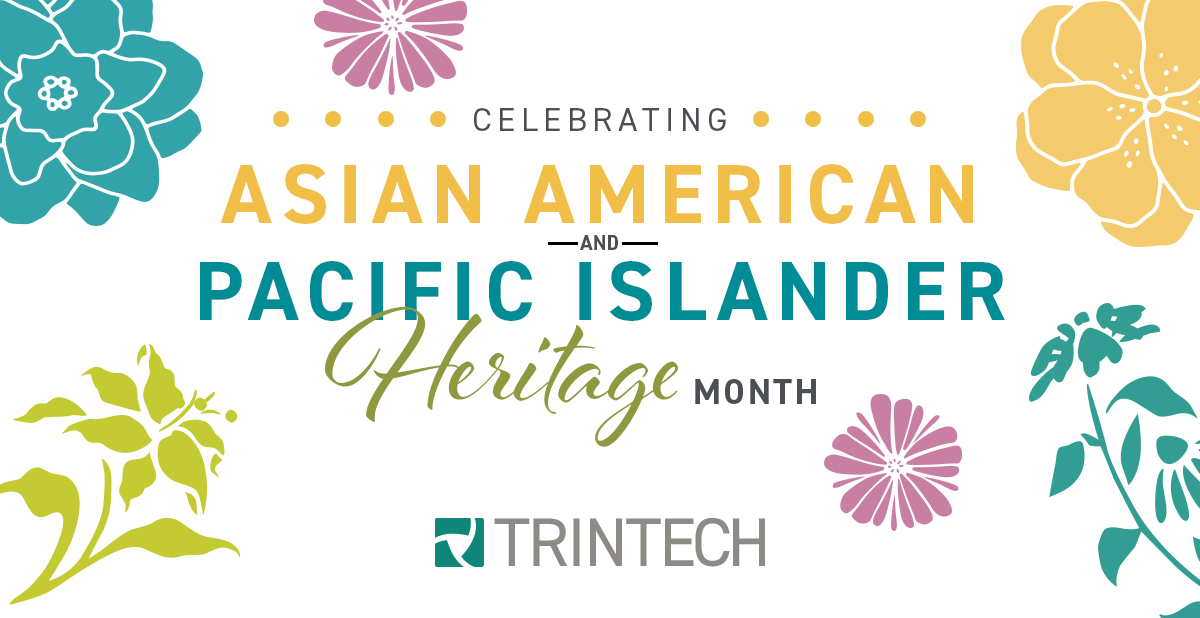 CELEBRATING
ASIAN AMERICAN
AND
PACIFIC ISLANDER
Heritage MONTH
TRINTECH